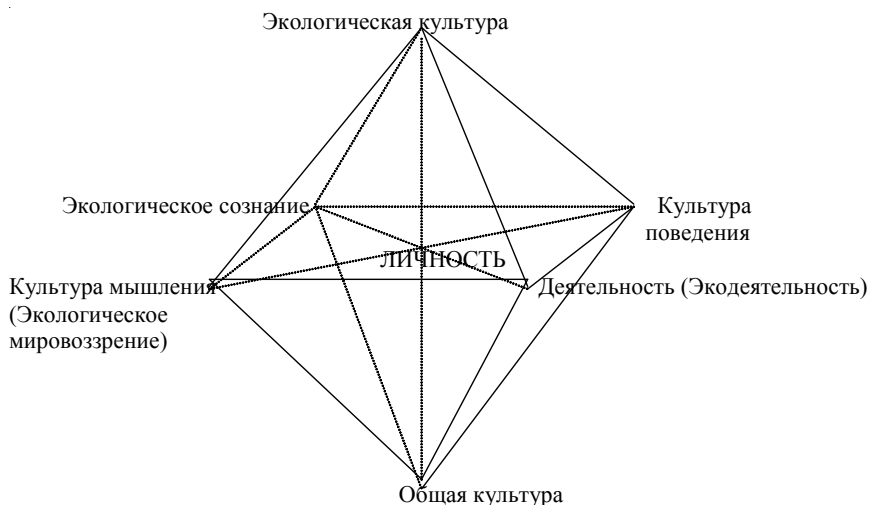 Экологическая культура
Экологическое сознание
Культура
поведения
ЛИЧНОСТЬ
Культура мышления
(Экологическое
мировоззрение)
Деятельность (Экодеятельность)
Общая культура